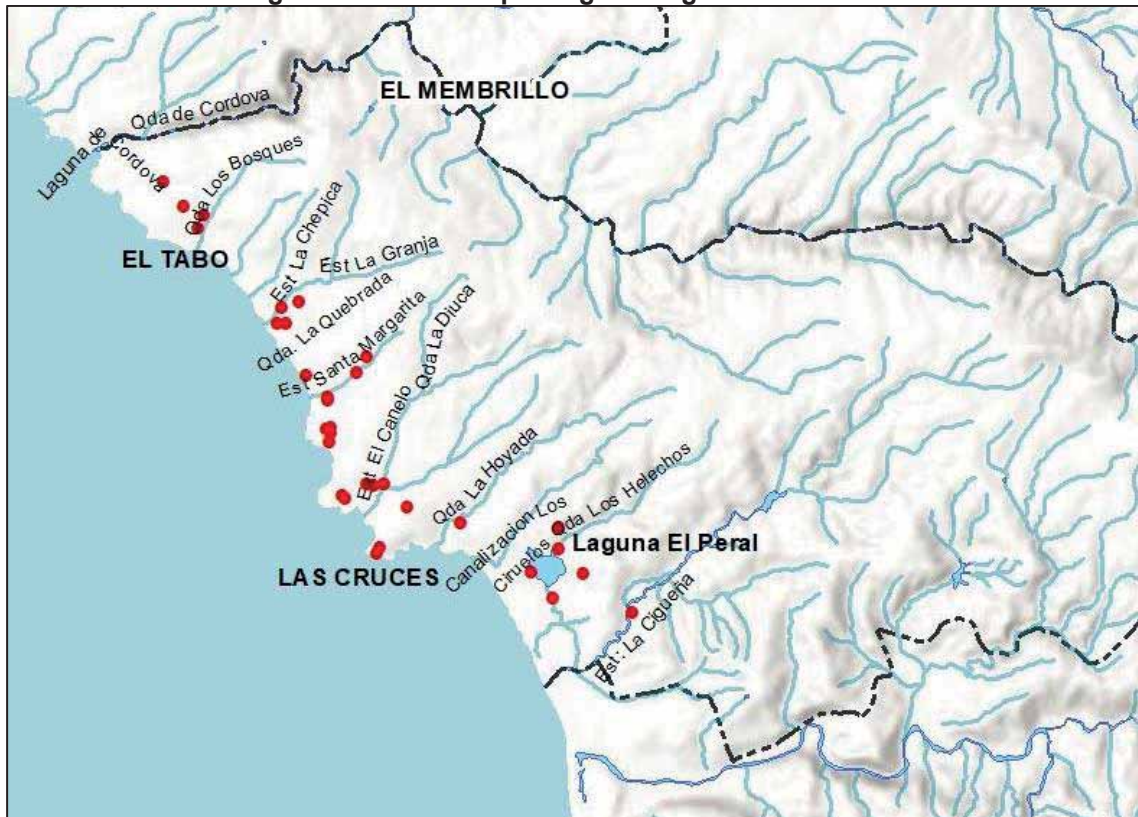 EL MEMBRILLO
Qda de Cordova
Laguna de
Cordova
Qda Los Bosques
EL TABO
Est La Chepica
Est La Granja
Qda. La Quebrada
Est Santa Margarita
Qda La Diuca
Est El Canelo
Qda La Hoyada
Canalizacion Los
Ciruelos
Qda Los Helechos
Laguna El Peral
LAS CRUCES
Est: La Cigueña